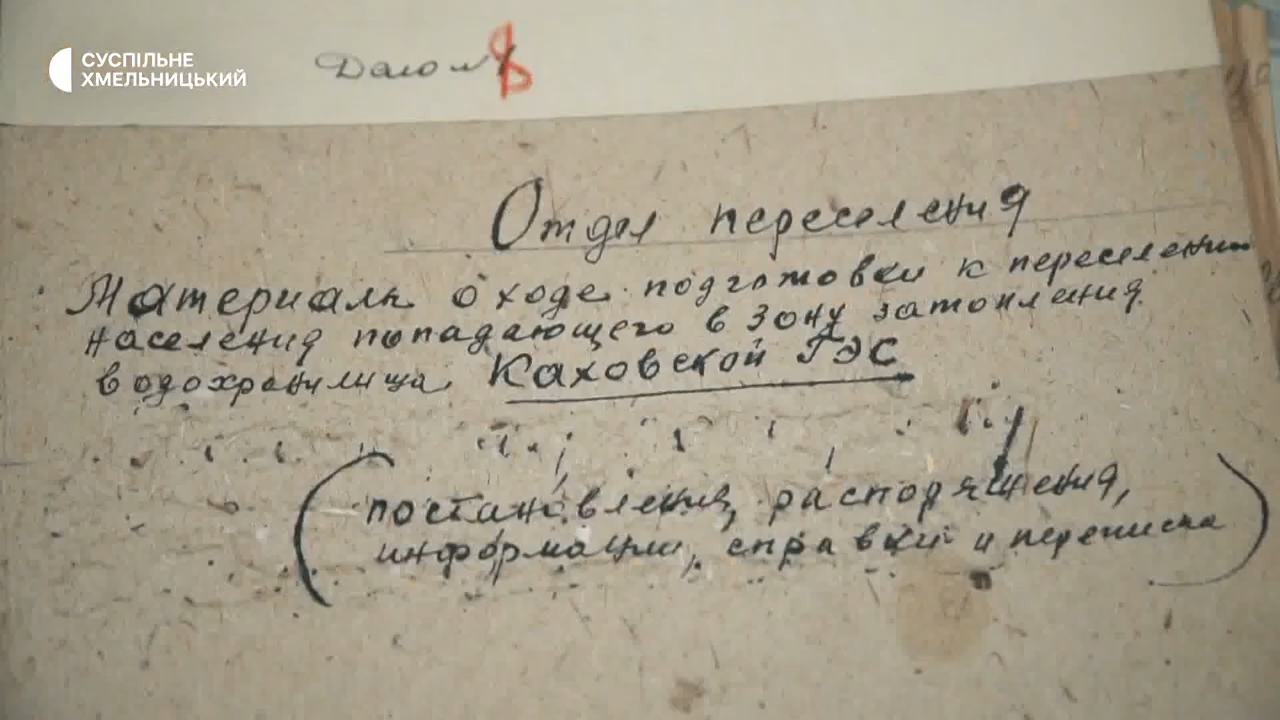 СУСПІЛЬНЕ
ХМЕЛЬНИЦЬКИЙ
Дело № 8
Отдел переселения
Материалы о ходе подготовки к переселению
населения попадающего в зону затопления
водохранилища Каховской ГЭС
(постановления, распоряжения,
информации, справки и переписка)